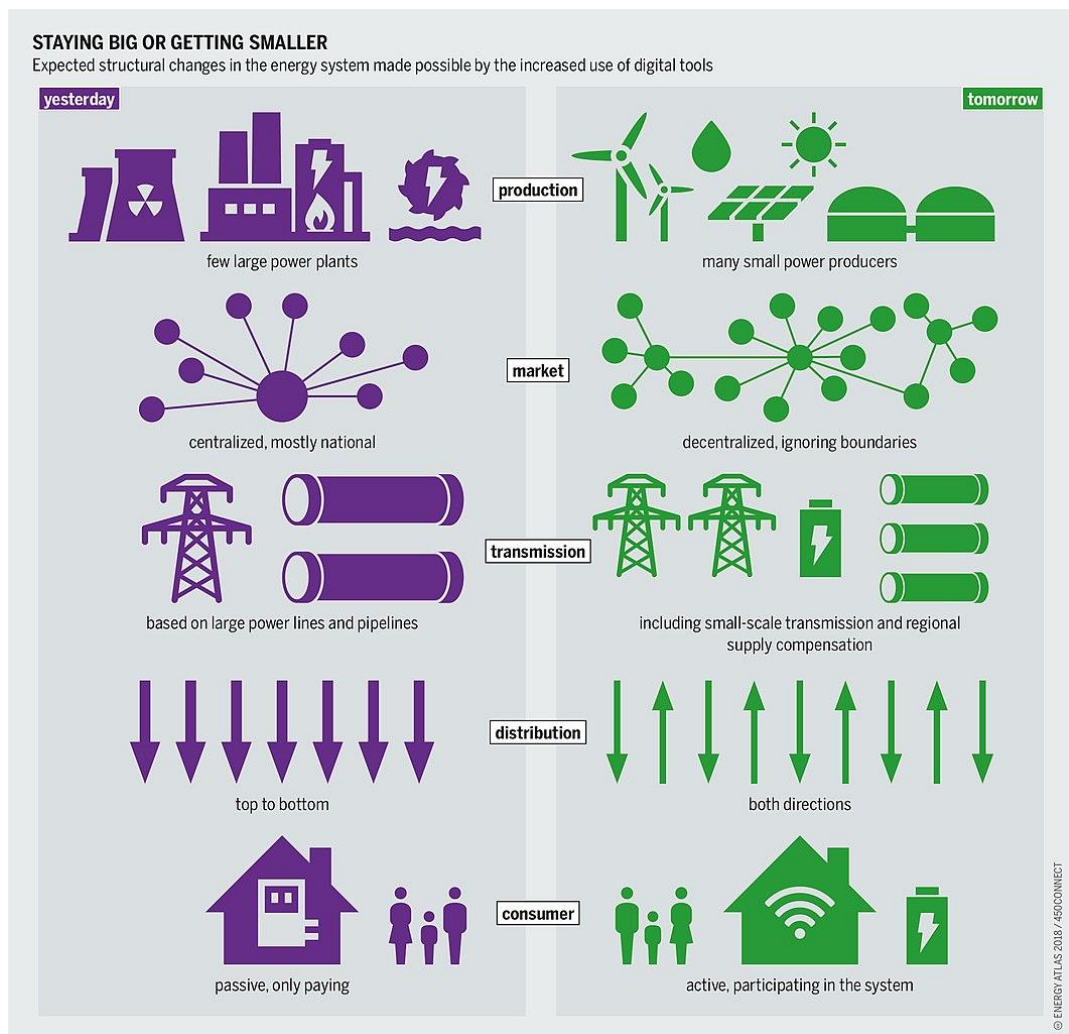 STAYING BIG OR GETTING SMALLER
Expected structural changes in the energy system made possible by the increased use of digital tools
yesterday
tomorrow
production
few large power plants
many small power producers
market
centralized, mostly national
decentralized, ignoring boundaries
transmission
based on large power lines and pipelines
including small-scale transmission and regional
supply compensation
distribution
top to bottom
both directions
consumer
passive, only paying
active, participating in the system
© ENERGY ATLAS 2018 / 450CONNECT